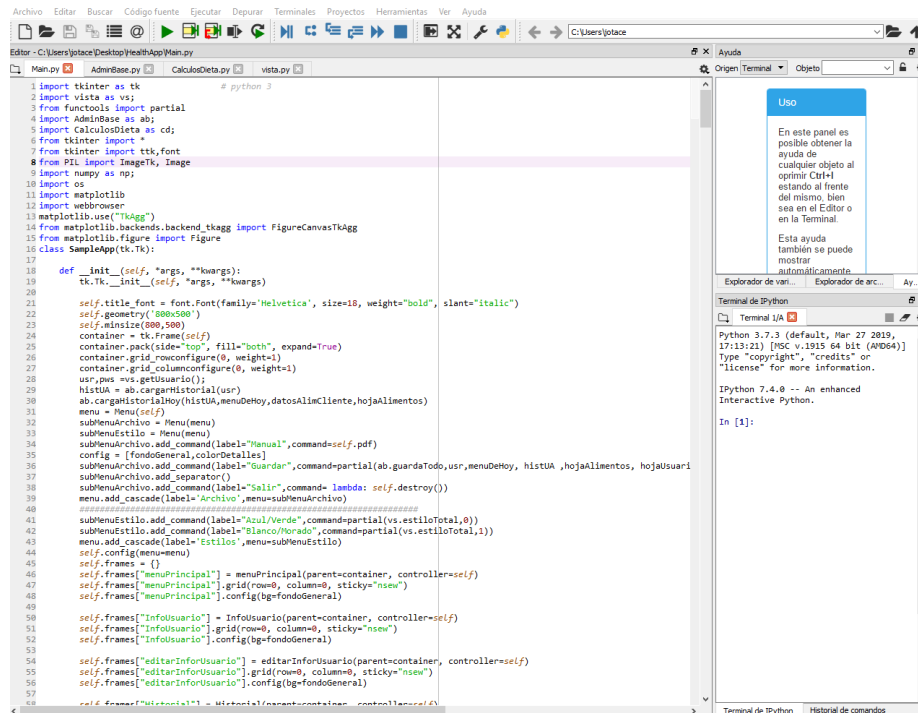 Archivo Editar Buscar Código fuente Ejecutar Depurar Terminales Proyectos Herramientas Ver Ayuda
C:\Users\jotace
Editor - C:\Users\jotace\Desktop\HealthApp\Main.py
Main.py AdminBase.py CalculosDieta.py vista.py
1 import tkinter as tk # python 3
2 import vista as vs;
3 from functools import partial
4 import AdminBase as ab;
5 import CalculosDieta as cd;
6 from tkinter import *
7 from tkinter import ttk,font
8 from PIL import ImageTk, Image
9 import numpy as np;
10 import os
11 import matplotlib
12 import webbrowser
13 matplotlib.use("TkAgg")
14 from matplotlib.backends.backend_tkagg import FigureCanvasTkAgg
15 from matplotlib.figure import Figure
16 class SampleApp(tk.Tk):
17
18 def __init__(self, *args, **kwargs):
19 tk.Tk.__init__(self, *args, **kwargs)
20
21 self.title_font = font.Font(family='Helvetica', size=18, weight="bold", slant="italic")
22 self.geometry('800x500')
23 self.minsize(800,500)
24 container = tk.Frame(self)
25 container.pack(side="top", fill="both", expand=True)
26 container.grid_rowconfigure(0, weight=1)
27 container.grid_columnconfigure(0, weight=1)
28 usr,pws =vs.getUsuario();
29 histUA = ab.cargarHistorial(usr)
30 ab.cargaHistorialHoy(histUA,menuDeHoy,datosAlimCliente,hojaAlimentos)
31 menu = Menu(self)
32 subMenuArchivo = Menu(menu)
33 subMenuEstilo = Menu(menu)
34 subMenuArchivo.add_command(label="Manual",command=self.pdf)
35 config = [fondoGeneral,colorDetalles]
36 subMenuArchivo.add_command(label="Guardar",command=partial(ab.guardaTodo,usr,menuDeHoy, histUA ,hojaAlimentos, hojaUsuari
37 subMenuArchivo.add_separator()
38 subMenuArchivo.add_command(label="Salir",command= lambda: self.destroy())
39 menu.add_cascade(label='Archivo',menu=subMenuArchivo)
40 ######################################################################
41 subMenuEstilo.add_command(label="Azul/Verde",command=partial(vs.estiloTotal,0))
42 subMenuEstilo.add_command(label="Blanco/Morado",command=partial(vs.estiloTotal,1))
43 menu.add_cascade(label='Estilos',menu=subMenuEstilo)
44 self.config(menu=menu)
45 self.frames = {}
46 self.frames["menuPrincipal"] = menuPrincipal(parent=container, controller=self)
47 self.frames["menuPrincipal"].grid(row=0, column=0, sticky="nsew")
48 self.frames["menuPrincipal"].config(bg=fondoGeneral)
49
50 self.frames["InfoUsuario"] = InfoUsuario(parent=container, controller=self)
51 self.frames["InfoUsuario"].grid(row=0, column=0, sticky="nsew")
52 self.frames["InfoUsuario"].config(bg=fondoGeneral)
53
54 self.frames["editarInforUsuario"] = editarInforUsuario(parent=container, controller=self)
55 self.frames["editarInforUsuario"].grid(row=0, column=0, sticky="nsew")
56 self.frames["editarInforUsuario"].config(bg=fondoGeneral)
57
58 self.frames["Historial"] = Historial(parent=container, controller=self)
Ayuda
Origen Terminal Objeto
Uso
En este panel es
posible obtener la
ayuda de
cualquier objeto al
oprimir Ctrl+I
estando al frente
del mismo, bien
sea en el Editor o
en la Terminal.
Esta ayuda
también se puede
mostrar
automáticamente
Explorador de vari... Explorador de arc... Ay...
Terminal de IPython
Terminal 1/A
Python 3.7.3 (default, Mar 27 2019,
17:13:21) [MSC v.1915 64 bit (AMD64)]
Type "copyright", "credits" or
"license" for more information.
IPython 7.4.0 -- An enhanced
Interactive Python.
In [1]:
Terminal de IPython Historial de comandos